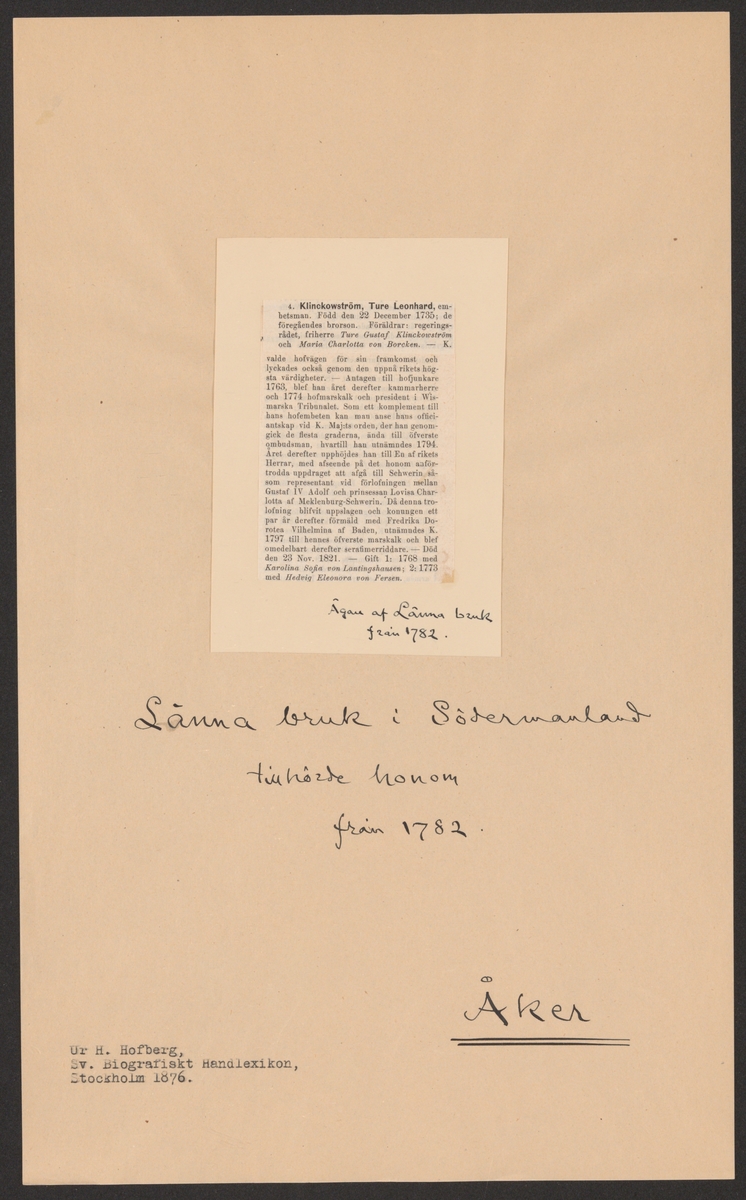 4. Klinckowström, Ture Leonhard, em-
betsman. Född den 22 December 1735; de
föregåendes brorson. Föräldrar: regerings-
rådet, friherre Ture Gustaf Klinckowström
och Maria Charlotta von Borcken. — K.
valde hofvägen för sin framkomst och
lyckades också genom den uppnå rikets hög-
sta värdigheter. — Antagen till hofjunkare
1763, blef han året derefter kammarherre
och 1774 hofmarskalk och president i Wis-
marska Tribunalet. Som ett komplement till
hans hofembeten kan man anse hans offici-
antskap vid K. Maj:ts orden, der han genom-
gick de flesta graderna, ända till öfverste
ombudsman, hvartill han utnämndes 1794.
Året derefter upphöjdes han till En af rikets
Herrar, med afseende på det honom anför-
trodda uppdraget att afgå till Schwerin så-
som representant vid förlofningen mellan
Gustaf IV Adolf och prinsessan Lovisa Char-
lotta af Meklenburg-Schwerin. Då denna tro-
lofning blifvit uppslagen och konungen ett
par år derefter förmäld med Fredrika Do-
rotea Vilhelmina af Baden, utnämdes K.
1797 till hennes öfverste marskalk och blef
omedelbart derefter serafimerriddare. — Död
den 23 Nov. 1821. — Gift 1: 1768 med
Karolina Sofia von Lantingshausen; 2: 1773
med Hedvig Eleonora von Fersen.
Ägare af Länna bruk
från 1782.
Länna bruk i Södermanland
tillhörde honom
från 1782.
Åker
Ur H. Hofberg,
Sv. Biografiskt Handlexikon,
Stockholm 1876.